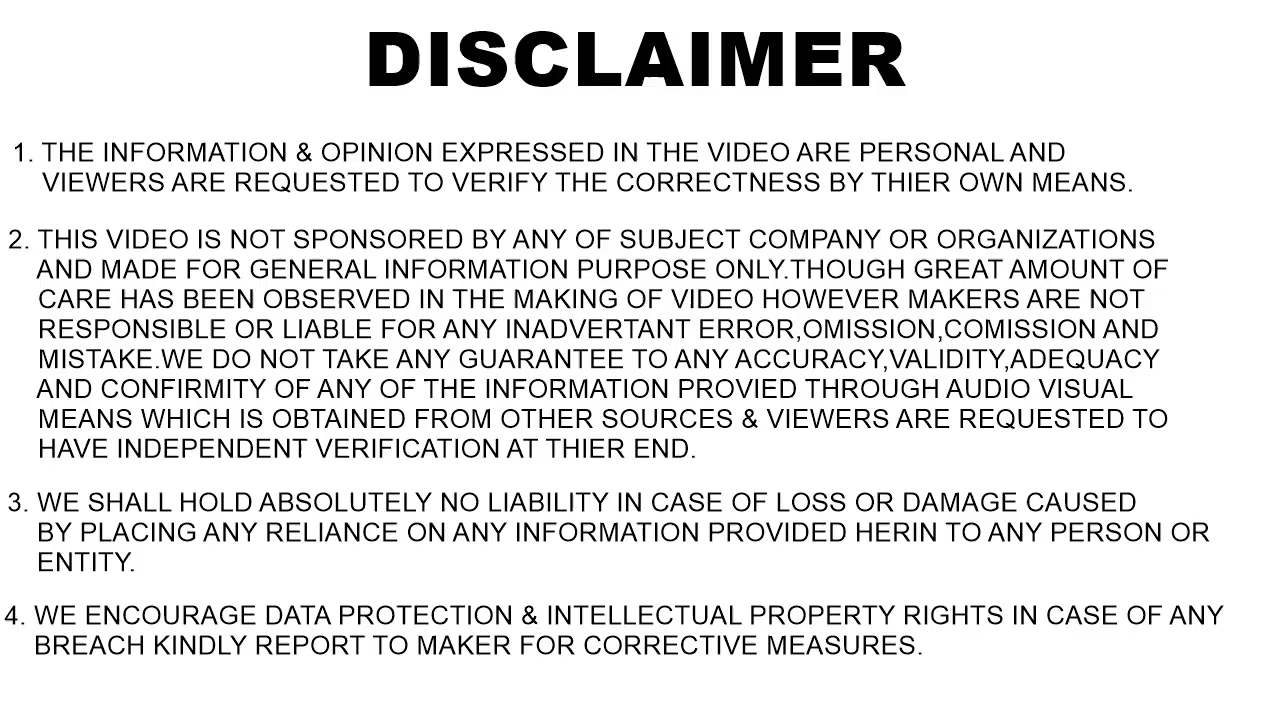 DISCLAIMER
1. THE INFORMATION & OPINION EXPRESSED IN THE VIDEO ARE PERSONAL AND
VIEWERS ARE REQUESTED TO VERIFY THE CORRECTNESS BY THIER OWN MEANS.
2. THIS VIDEO IS NOT SPONSORED BY ANY OF SUBJECT COMPANY OR ORGANIZATIONS
AND MADE FOR GENERAL INFORMATION PURPOSE ONLY.THOUGH GREAT AMOUNT OF
CARE HAS BEEN OBSERVED IN THE MAKING OF VIDEO HOWEVER MAKERS ARE NOT
RESPONSIBLE OR LIABLE FOR ANY INADVERTANT ERROR,OMISSION,COMISSION AND
MISTAKE.WE DO NOT TAKE ANY GUARANTEE TO ANY ACCURACY,VALIDITY,ADEQUACY
AND CONFIRMITY OF ANY OF THE INFORMATION PROVIED THROUGH AUDIO VISUAL
MEANS WHICH IS OBTAINED FROM OTHER SOURCES & VIEWERS ARE REQUESTED TO
HAVE INDEPENDENT VERIFICATION AT THIER END.
3. WE SHALL HOLD ABSOLUTELY NO LIABILITY IN CASE OF LOSS OR DAMAGE CAUSED
BY PLACING ANY RELIANCE ON ANY INFORMATION PROVIDED HERIN TO ANY PERSON OR
ENTITY.
4. WE ENCOURAGE DATA PROTECTION & INTELLECTUAL PROPERTY RIGHTS IN CASE OF ANY
BREACH KINDLY REPORT TO MAKER FOR CORRECTIVE MEASURES.